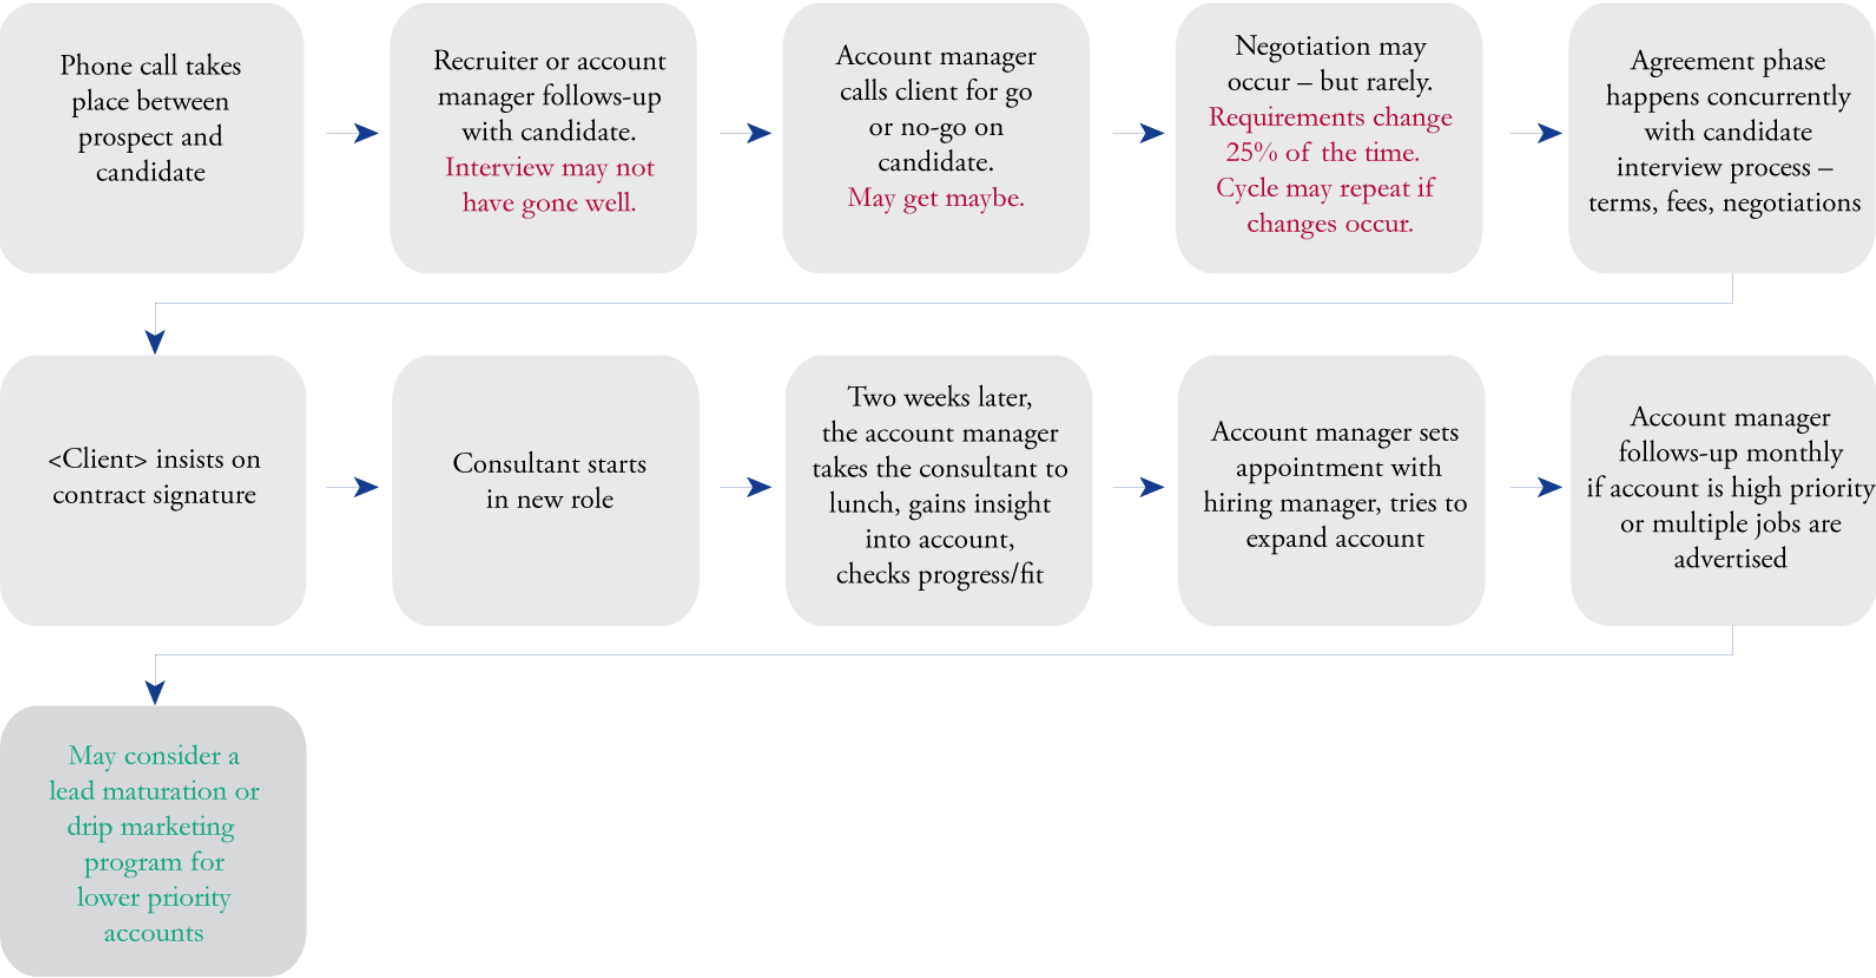 Phone call takes
place between
prospect and
candidate
Recruiter or account
manager follows-up
with candidate.
Interview may not
have gone well.
Account manager
calls client for go
or no-go on
candidate.
May get maybe.
Negotiation may
occur – but rarely.
Requirements change
25% of the time.
Cycle may repeat if
changes occur.
Agreement phase
happens concurrently
with candidate
interview process –
terms, fees, negotiations
<Client> insists on
contract signature
Consultant starts
in new role
Two weeks later,
the account manager
takes the consultant to
lunch, gains insight
into account,
checks progress/fit
Account manager sets
appointment with
hiring manager, tries to
expand account
Account manager
follows-up monthly
if account is high priority
or multiple jobs are
advertised
May consider a
lead maturation or
drip marketing
program for
lower priority
accounts